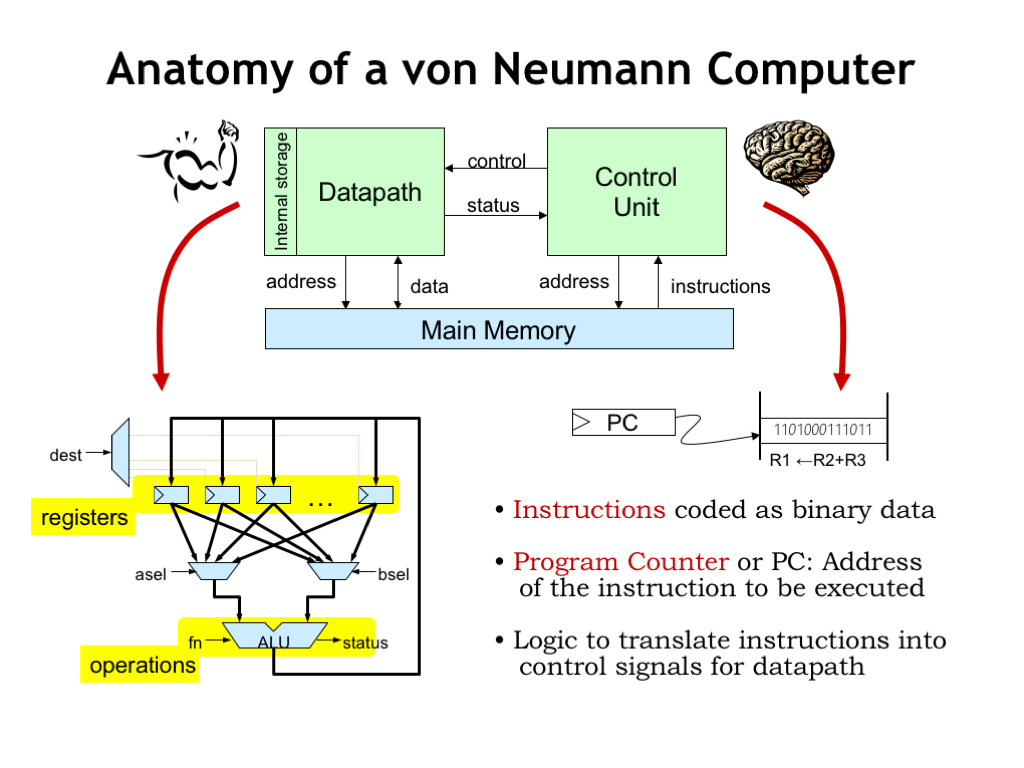 Anatomy of a von Neumann Computer
Internal storage
Datapath
control
status
Control
Unit
address
data
address
instructions
Main Memory
dest
registers
…
asel
bsel
fn
ALU
status
operations
PC
1101000111011
R1 ←R2+R3
• Instructions coded as binary data
• Program Counter or PC: Address
of the instruction to be executed
• Logic to translate instructions into
control signals for datapath